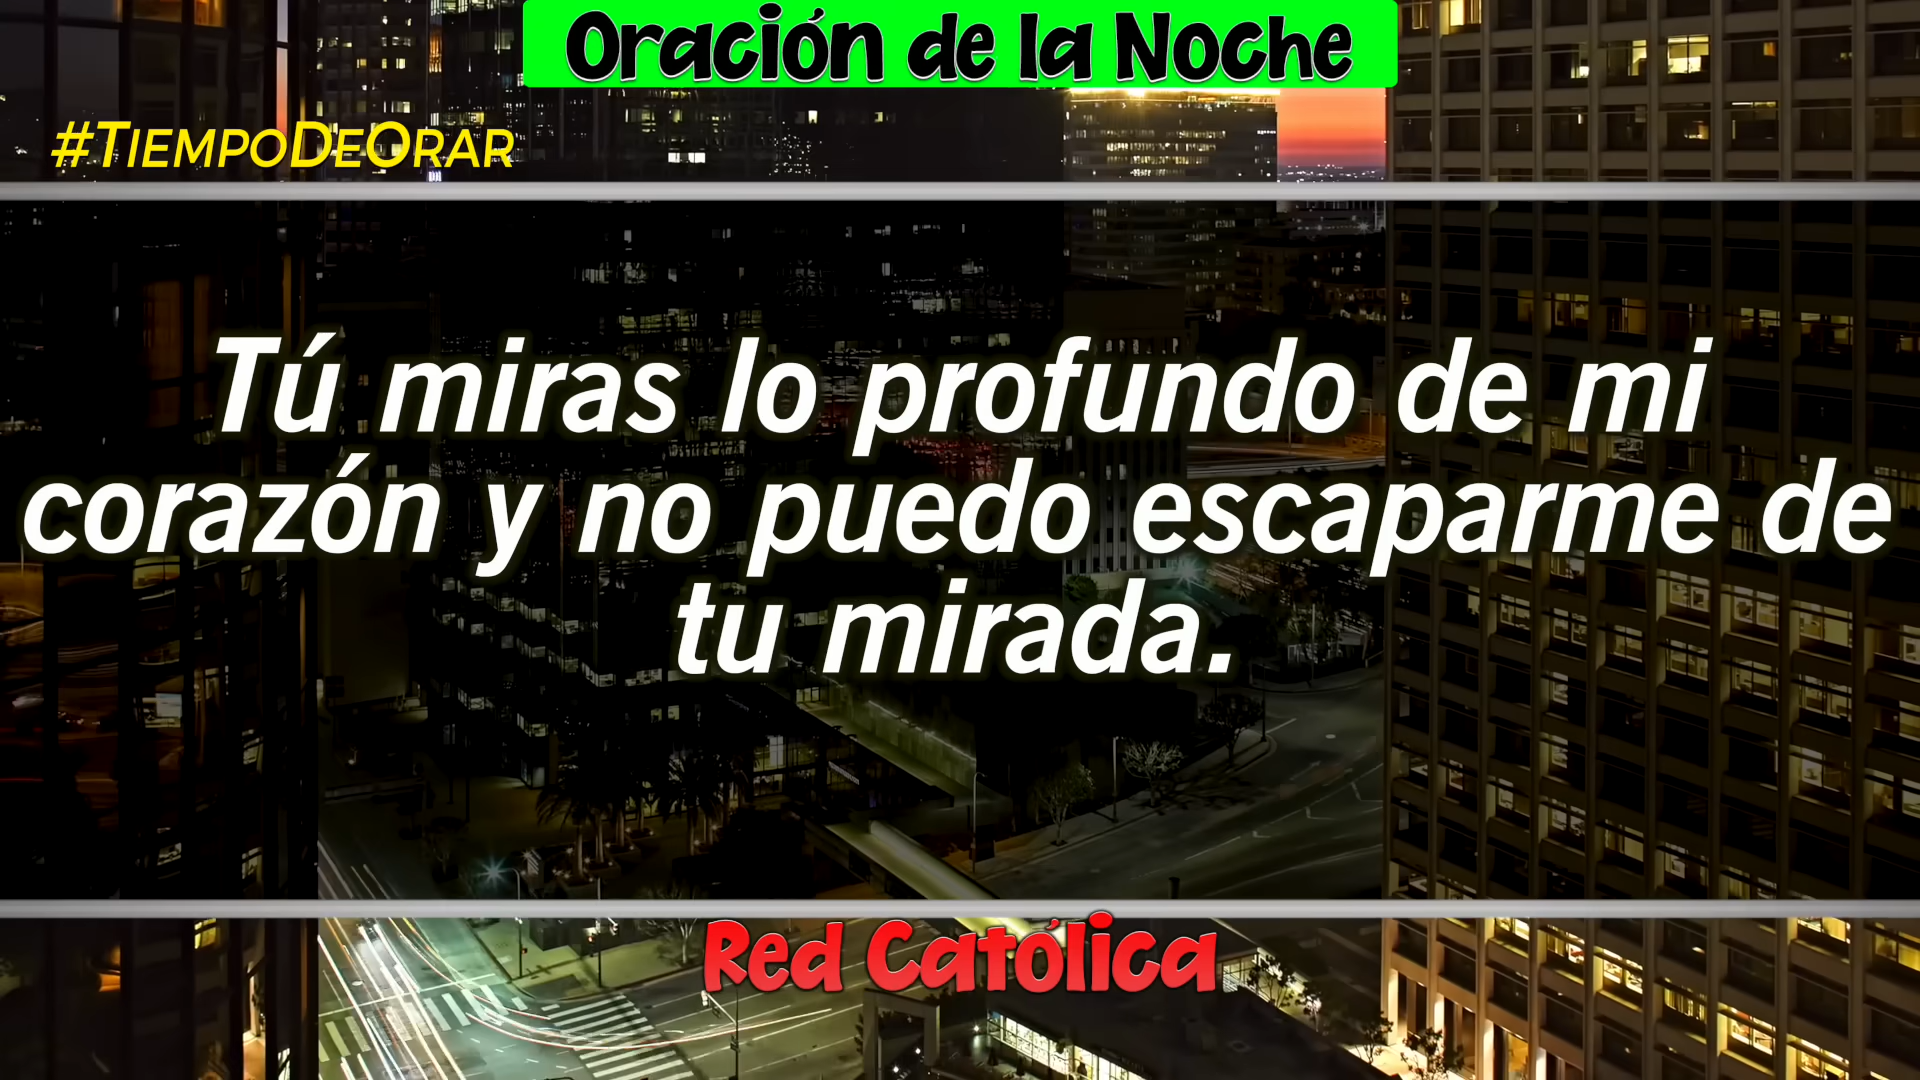 Oración de la Noche
#TiempoDeOrar
Tú miras lo profundo de mi
corazón y no puedo escaparme de
tu mirada.
Red Católica